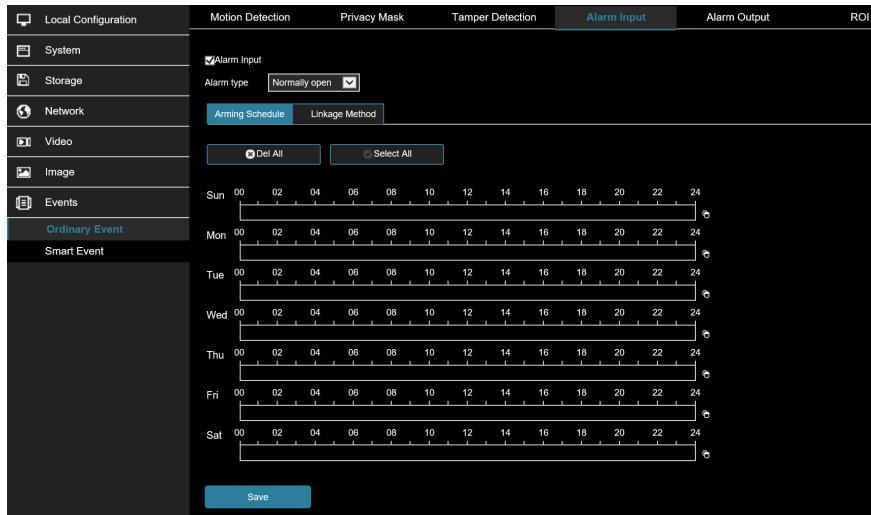 Local Configuration
System
Storage
Network
Video
Image
Events
Ordinary Event
Smart Event
Motion Detection Privacy Mask Tamper Detection Alarm Input Alarm Output ROI
Alarm Input
Alarm type Normally open
Arming Schedule Linkage Method
Del All Select All
Sun 00 02 04 06 08 10 12 14 16 18 20 22 24
Mon 00 02 04 06 08 10 12 14 16 18 20 22 24
Tue 00 02 04 06 08 10 12 14 16 18 20 22 24
Wed 00 02 04 06 08 10 12 14 16 18 20 22 24
Thu 00 02 04 06 08 10 12 14 16 18 20 22 24
Fri 00 02 04 06 08 10 12 14 16 18 20 22 24
Sat 00 02 04 06 08 10 12 14 16 18 20 22 24
Save